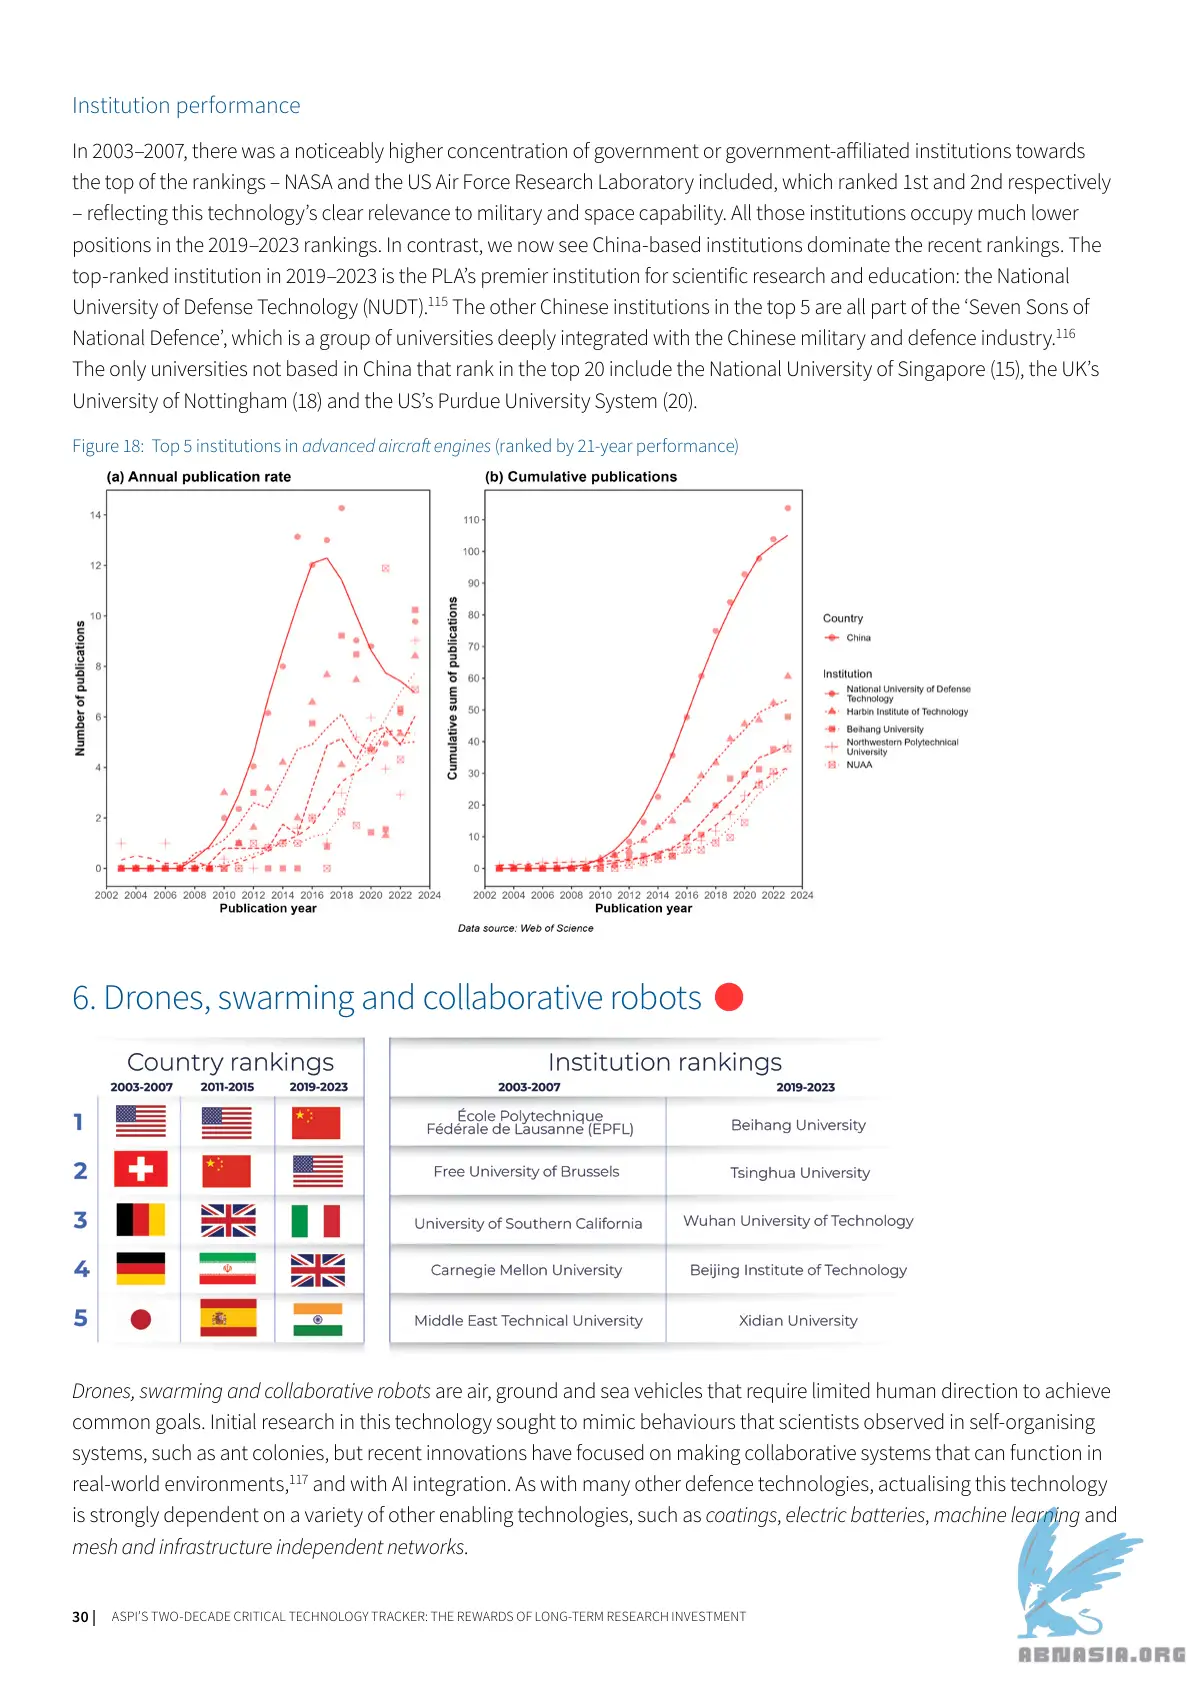 Institution performance
In 2003–2007, there was a noticeably higher concentration of government or government-affiliated institutions towards
the top of the rankings – NASA and the US Air Force Research Laboratory included, which ranked 1st and 2nd respectively
– reflecting this technology’s clear relevance to military and space capability. All those institutions occupy much lower
positions in the 2019–2023 rankings. In contrast, we now see China-based institutions dominate the recent rankings. The
top-ranked institution in 2019–2023 is the PLA’s premier institution for scientific research and education: the National
University of Defense Technology (NUDT).115 The other Chinese institutions in the top 5 are all part of the ‘Seven Sons of
National Defence’, which is a group of universities deeply integrated with the Chinese military and defence industry.116
The only universities not based in China that rank in the top 20 include the National University of Singapore (15), the UK’s
University of Nottingham (18) and the US’s Purdue University System (20).
Figure 18: Top 5 institutions in advanced aircraft engines (ranked by 21-year performance)
(a) Annual publication rate
Number of publications
14
12
10
8
6
4
2
0
2002 2004 2006 2008 2010 2012 2014 2016 2018 2020 2022 2024
Publication year
(b) Cumulative publications
Cumulative sum of publications
110
100
90
80
70
60
50
40
30
20
10
0
2002 2004 2006 2008 2010 2012 2014 2016 2018 2020 2022 2024
Publication year
Country
China
Institution
National University of Defense
Technology
Harbin Institute of Technology
Beihang University
Northwestern Polytechnical
University
NUAA
Data source: Web of Science
6. Drones, swarming and collaborative robots
Country rankings
2003-2007 2011-2015 2019-2023
Institution rankings
2003-2007 2019-2023
1
École Polytechnique
Fédérale de Lausanne (EPFL)
Beihang University
2
Free University of Brussels
Tsinghua University
3
University of Southern California
Wuhan University of Technology
4
Carnegie Mellon University
Beijing Institute of Technology
5
Middle East Technical University
Xidian University
Drones, swarming and collaborative robots are air, ground and sea vehicles that require limited human direction to achieve
common goals. Initial research in this technology sought to mimic behaviours that scientists observed in self-organising
systems, such as ant colonies, but recent innovations have focused on making collaborative systems that can function in
real-world environments,117 and with AI integration. As with many other defence technologies, actualising this technology
is strongly dependent on a variety of other enabling technologies, such as coatings, electric batteries, machine learning and
mesh and infrastructure independent networks.
30 | ASPI’S TWO-DECADE CRITICAL TECHNOLOGY TRACKER: THE REWARDS OF LONG-TERM RESEARCH INVESTMENT
ABNASIA.ORG